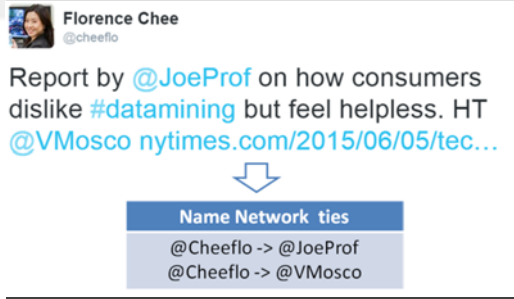 Florence Chee
@cheeflo
Report by @JoeProf on how consumers
dislike #datamining but feel helpless. HT
@VMosco nytimes.com/2015/06/05/tec…
Name Network ties
@Cheeflo -> @JoeProf
@Cheeflo -> @VMosco